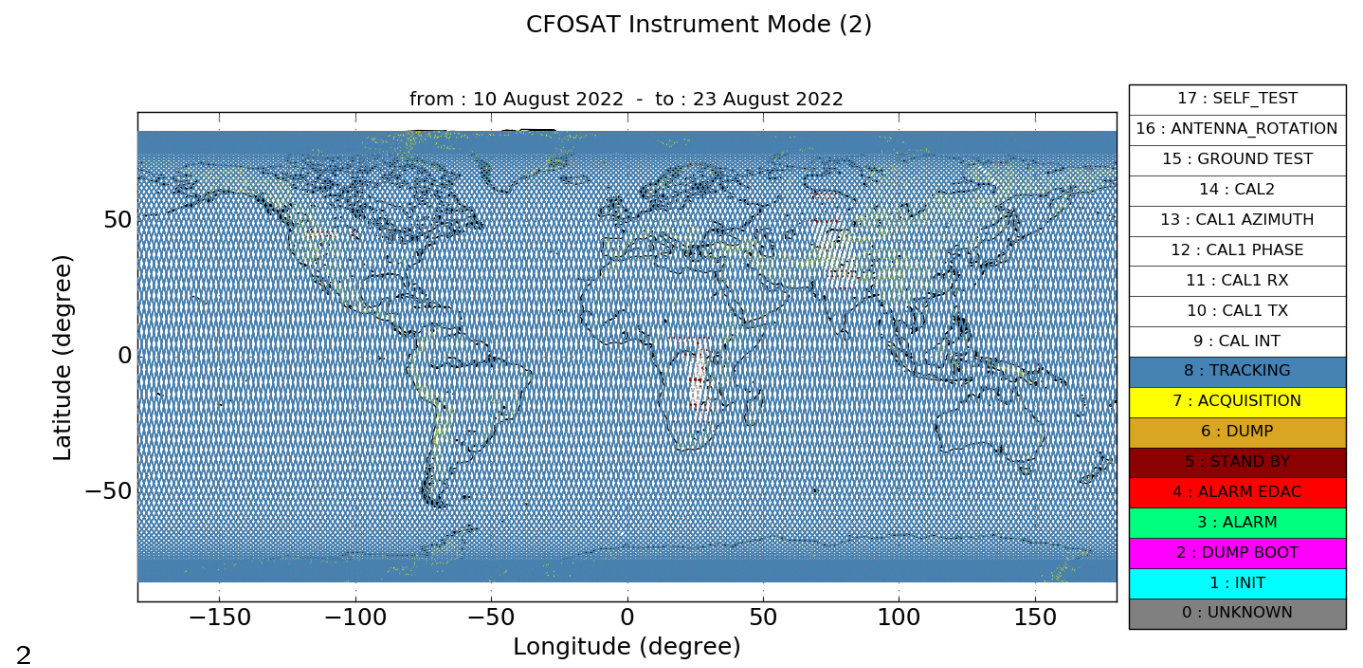 CFOSAT Instrument Mode (2)
from : 10 August 2022 - to : 23 August 2022
17 : SELF_TEST
16 : ANTENNA_ROTATION
15 : GROUND TEST
14 : CAL2
13 : CAL1 AZIMUTH
12 : CAL1 PHASE
11 : CAL1 RX
10 : CAL1 TX
9 : CAL INT
8 : TRACKING
7 : ACQUISITION
6 : DUMP
5 : STAND BY
4 : ALARM EDAC
3 : ALARM
2 : DUMP BOOT
1 : INIT
0 : UNKNOWN
Latitude (degree)
50
0
−50
−150 −100 −50 0 50 100 150
Longitude (degree)
2